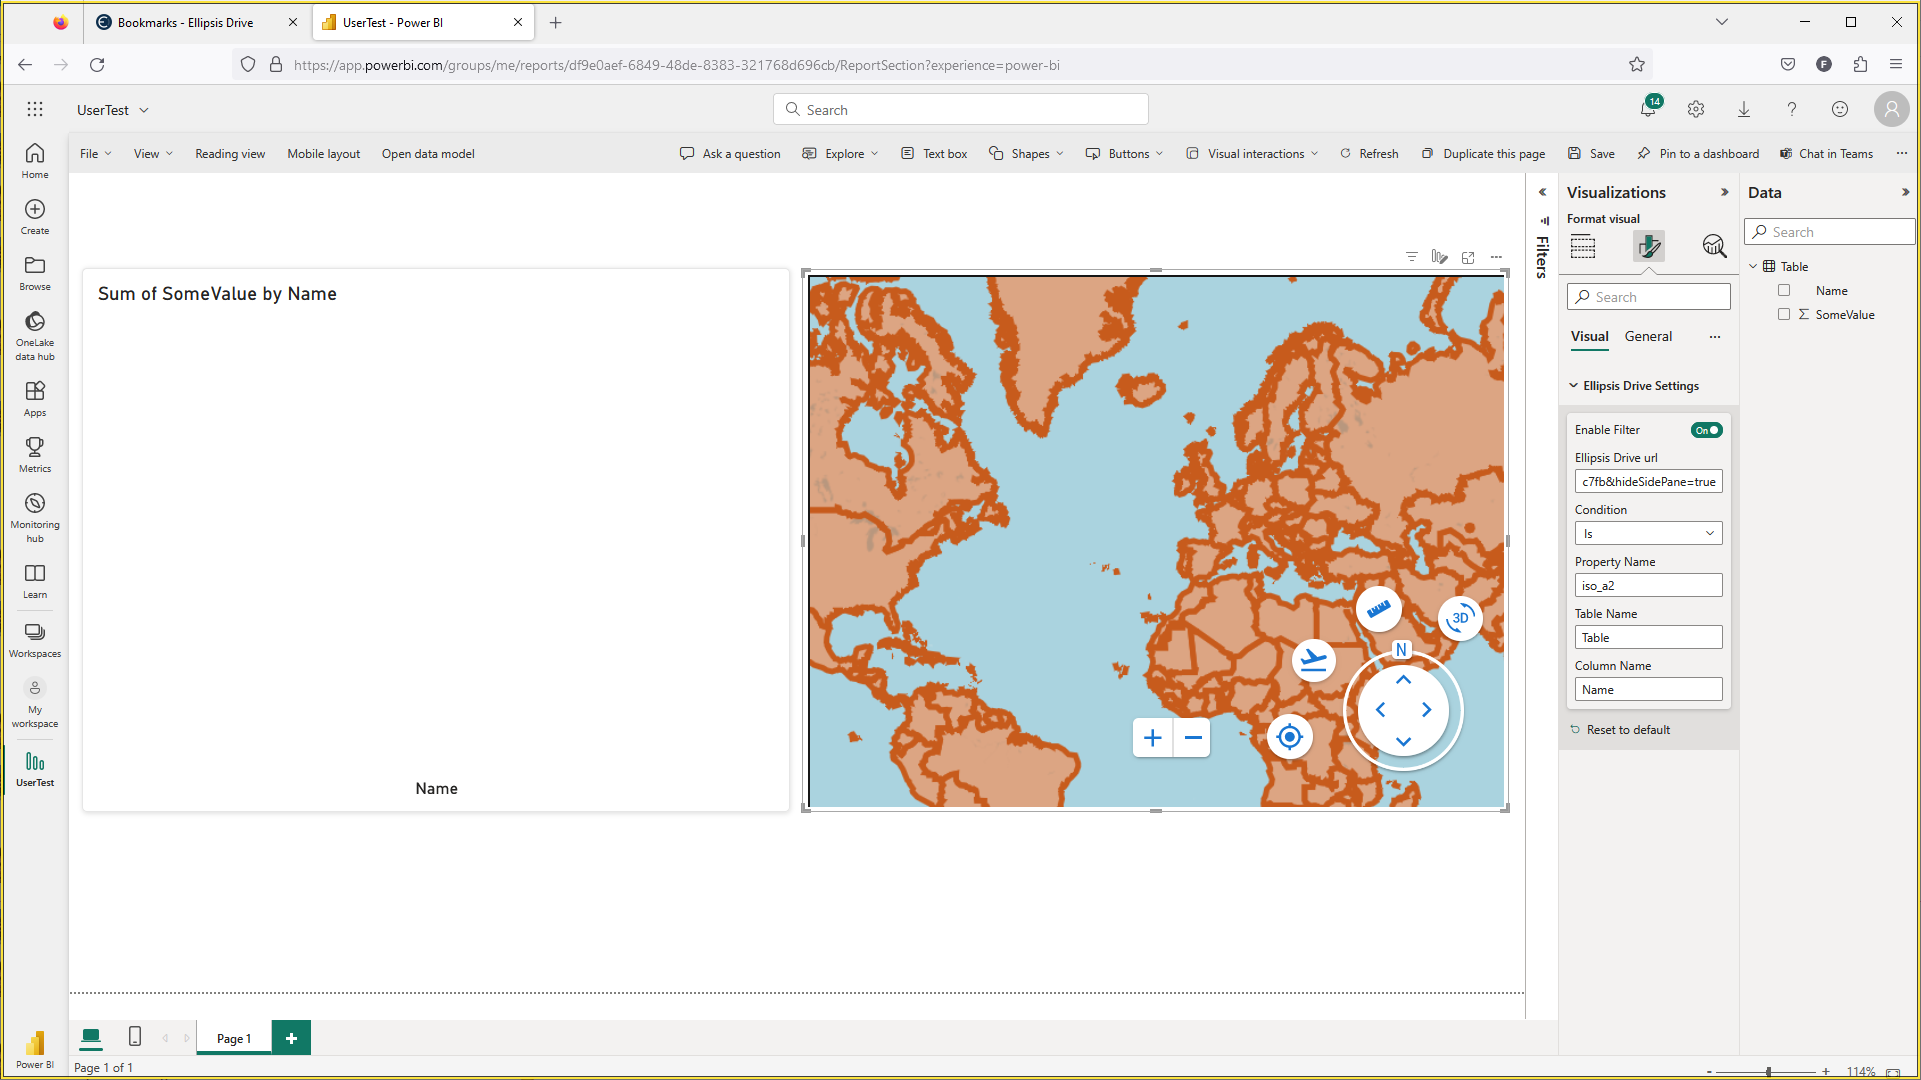 Bookmarks - Ellipsis Drive
UserTest - Power BI
https://app.powerbi.com/groups/me/reports/df9e0aef-6849-48de-8383-321768d696cb/ReportSection?experience=power-bi
F
UserTest
Search
14
File
View
Reading view
Mobile layout
Open data model
Ask a question
Explore
Text box
Shapes
Buttons
Visual interactions
Refresh
Duplicate this page
Save
Pin to a dashboard
Chat in Teams
Home
Create
Browse
OneLake
data hub
Apps
Metrics
Monitoring
hub
Learn
Workspaces
My
workspace
UserTest
Power BI
Sum of SomeValue by Name
Name
N
3D
Filters
Visualizations
Format visual
Search
Visual
General
Ellipsis Drive Settings
Enable Filter
On
Ellipsis Drive url
c7fb&hideSidePane=true
Condition
Is
Property Name
iso_a2
Table Name
Table
Column Name
Name
Reset to default
Data
Search
Table
Name
SomeValue
Page 1
Page 1 of 1
114%